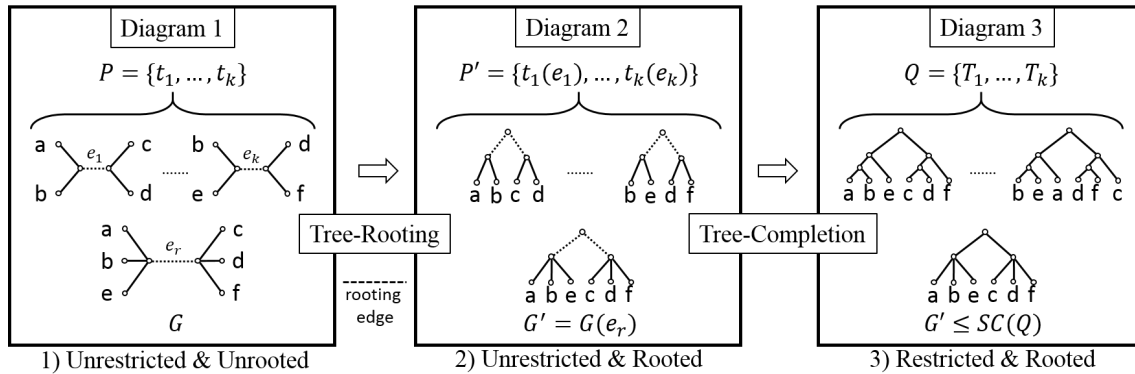 Diagram 1
P = {t₁, …, tₖ}
a
c
b
d
e₁
......
b
d
e
f
eₖ
a
c
b
d
e
f
eᵣ
G
1) Unrestricted & Unrooted
Tree-Rooting
rooting
edge
Diagram 2
P′ = {t₁(e₁), …, tₖ(eₖ)}
a b c d
......
b e d f
a b e c d f
G′ = G(eᵣ)
2) Unrestricted & Rooted
Tree-Completion
Diagram 3
Q = {T₁, …, Tₖ}
a b e c d f
......
b e a d f c
a b e c d f
G′ ≤ SC(Q)
3) Restricted & Rooted